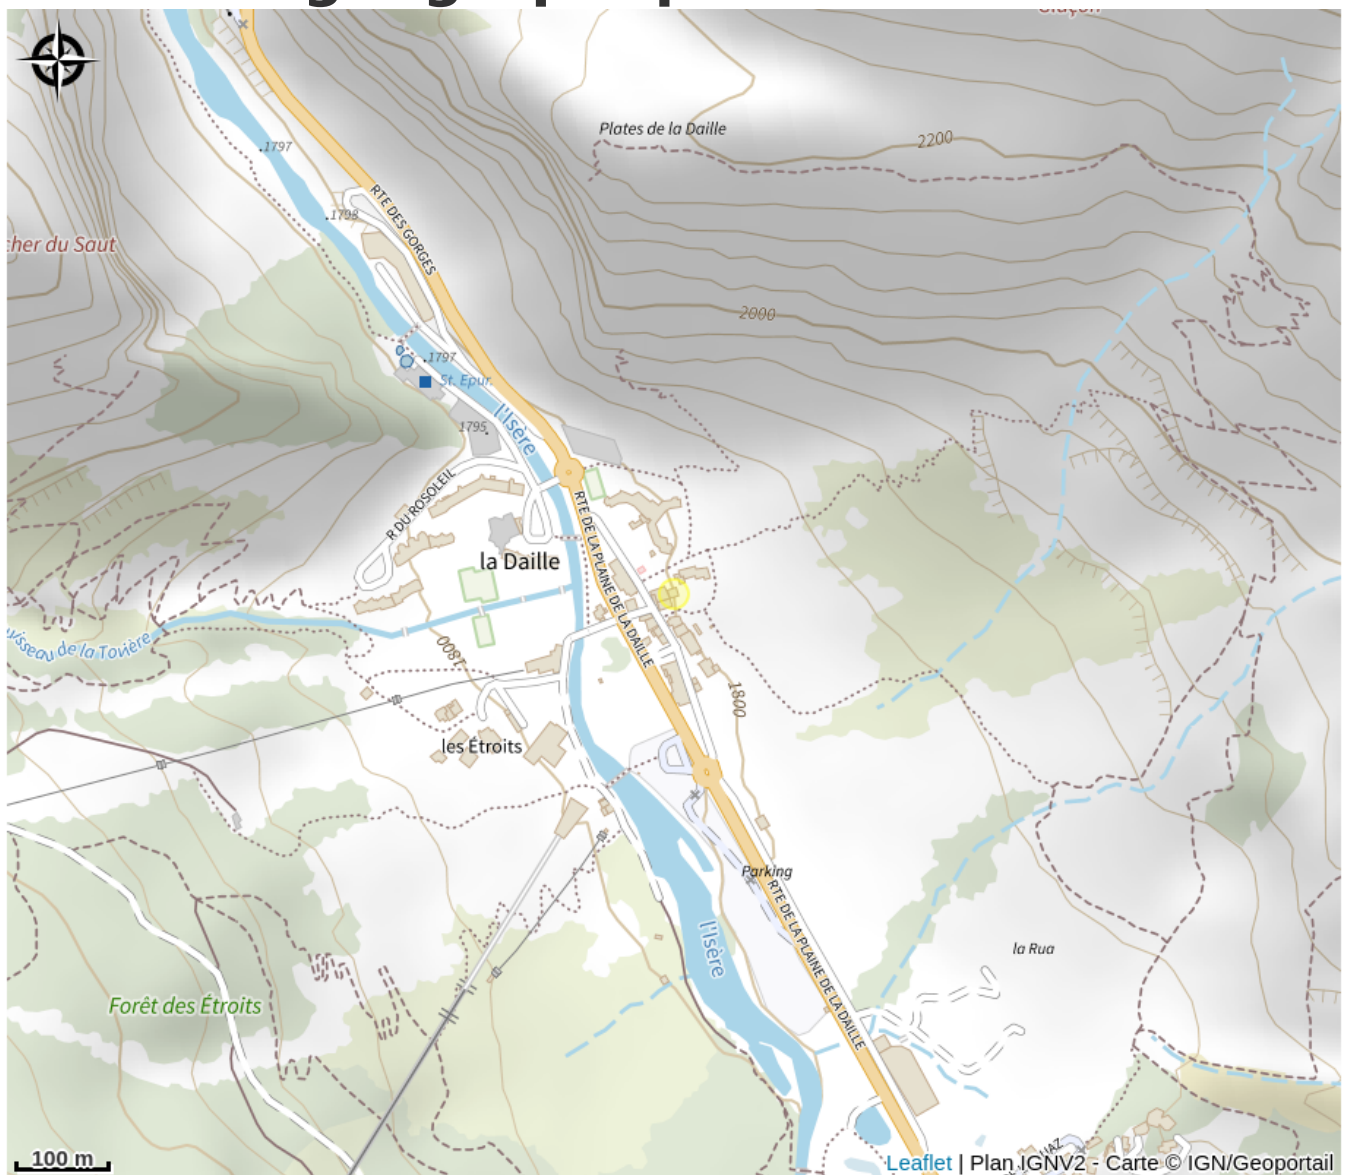 Plates de la Daille
2200
1797
RTE DES GORGES
1798
cher du Saut
2000
1797
St. Epur.
l'Isère
1795
R DU ROSOLEIL
RTE DE LA PLAINE DE LA DAILLE
la Daille
uisseau de la Tovière
1800
1800
les Étroits
Parking
RTE DE LA PLAINE DE LA DAILLE
l'Isère
la Rua
Forêt des Étroits
100 m
Leaflet | Plan IGNV2 - Carte © IGN/Geoportail